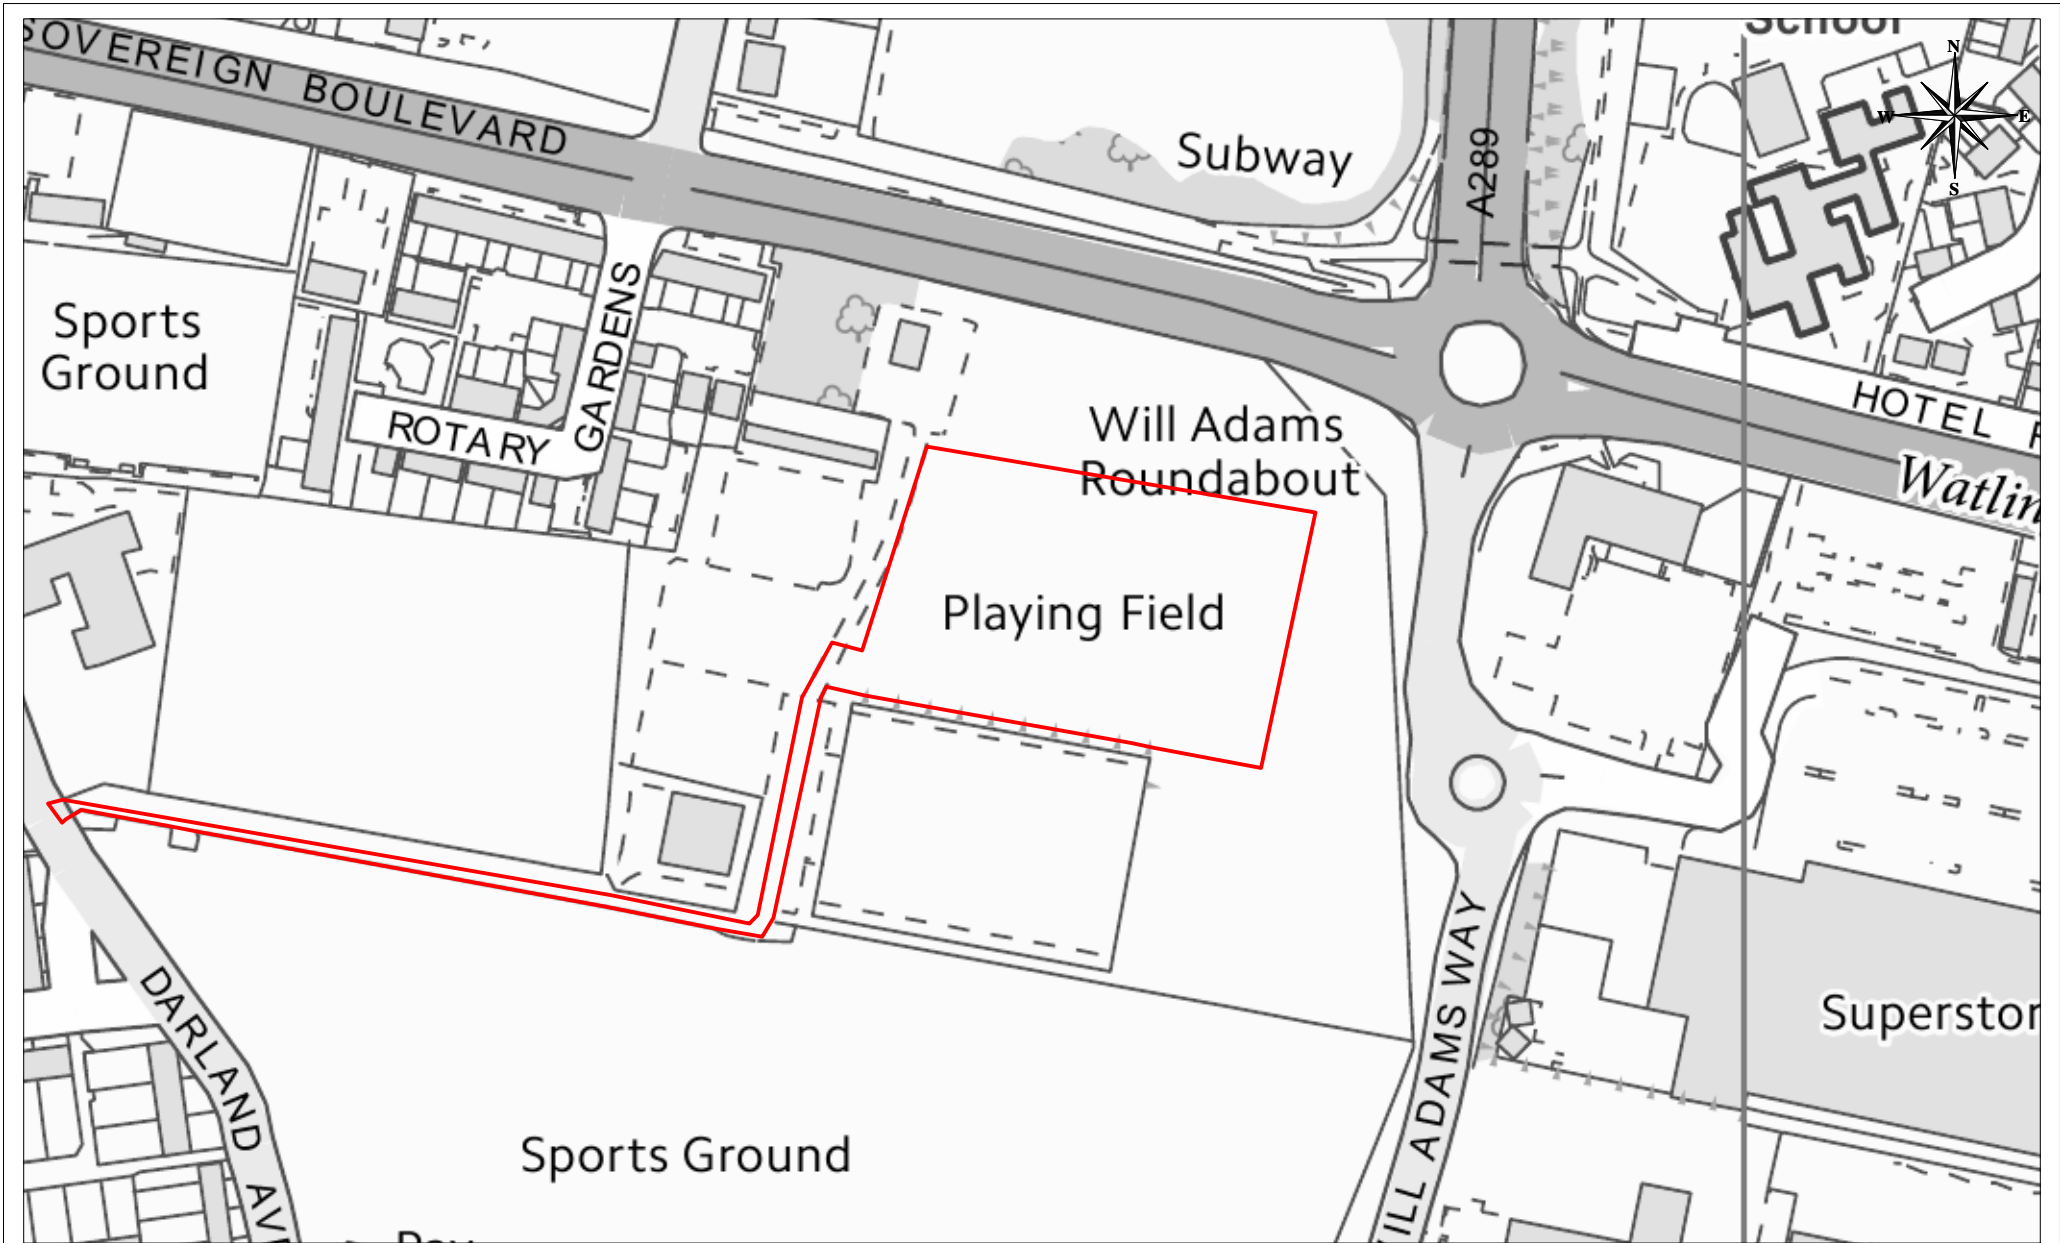 School
N
W
E
S
SOVEREIGN BOULEVARD
Subway
A289
Sports
Ground
GARDENS
ROTARY
HOTEL
Will Adams
Roundabout
Watlin
Playing Field
DARLAND AVE
WILL ADAMS WAY
Superstor
Sports Ground